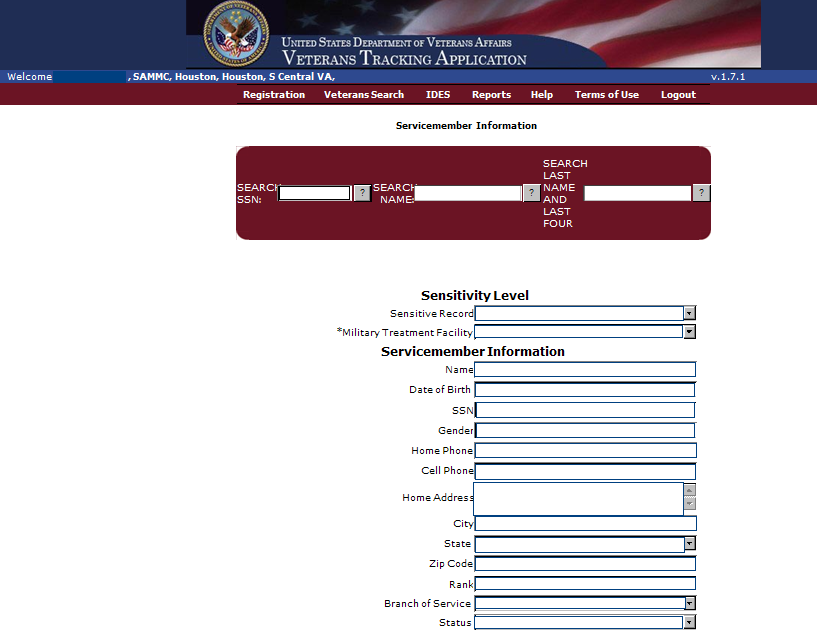 UNITED STATES DEPARTMENT OF VETERANS AFFAIRS
VETERANS TRACKING APPLICATION
Welcome , SAMMC, Houston, Houston, S Central VA, v.1.7.1
Registration Veterans Search IDES Reports Help Terms of Use Logout
Servicemember Information
SEARCH SSN: ?
SEARCH NAME: ?
SEARCH
LAST
NAME
AND
LAST
FOUR
?
Sensitivity Level
Sensitive Record
*Military Treatment Facility
Servicemember Information
Name
Date of Birth
SSN
Gender
Home Phone
Cell Phone
Home Address
City
State
Zip Code
Rank
Branch of Service
Status